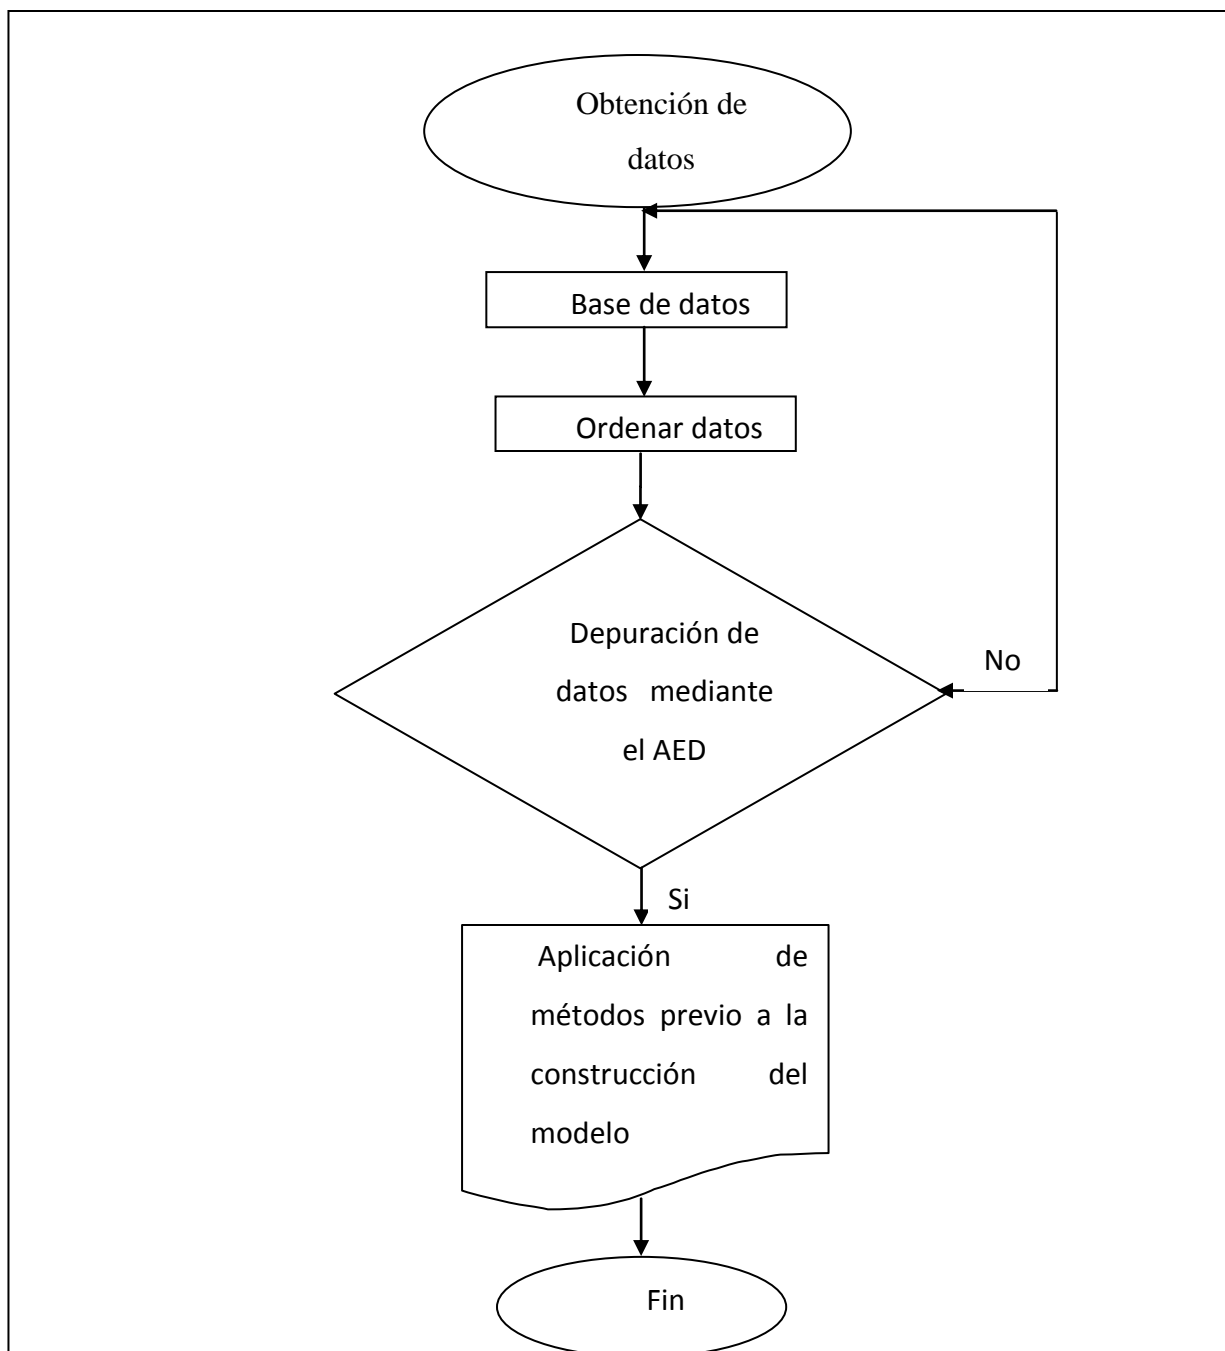 Obtención de
datos
Base de datos
Ordenar datos
Depuración de
datos mediante
el AED
No
Si
Aplicación de
métodos previo a la
construcción del
modelo
Fin